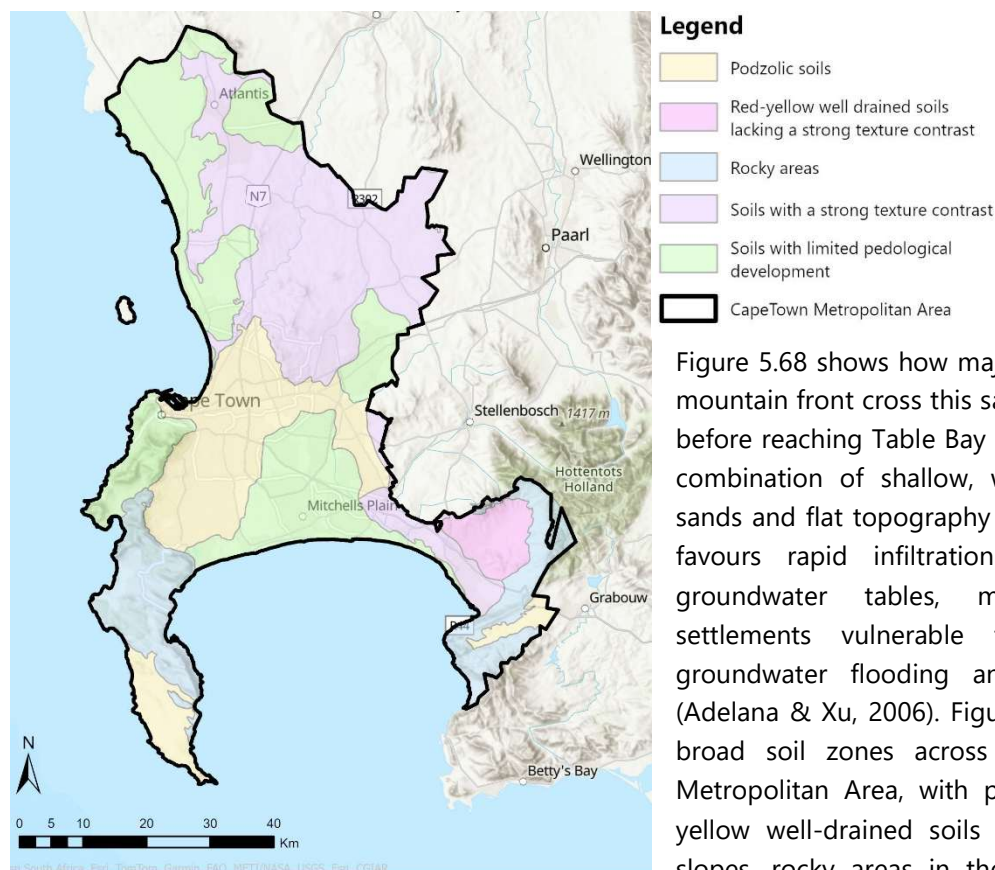 Atlantis
N7
R302
Wellington
Paarl
Cape Town
Stellenbosch 1417 m
Hottentots
Holland
Mitchells Plain
Grabouw
R44
Betty's Bay
N
0 5 10 20 30 40
Km
Legend
Podzolic soils
Red-yellow well drained soils
lacking a strong texture contrast
Rocky areas
Soils with a strong texture contrast
Soils with limited pedological
development
CapeTown Metropolitan Area
Figure 5.68 shows how maj
mountain front cross this sa
before reaching Table Bay
combination of shallow, w
sands and flat topography
favours rapid infiltration
groundwater tables, m
settlements vulnerable
groundwater flooding an
(Adelana & Xu, 2006). Figu
broad soil zones across
Metropolitan Area, with p
yellow well-drained soils
slopes, rocky areas in the